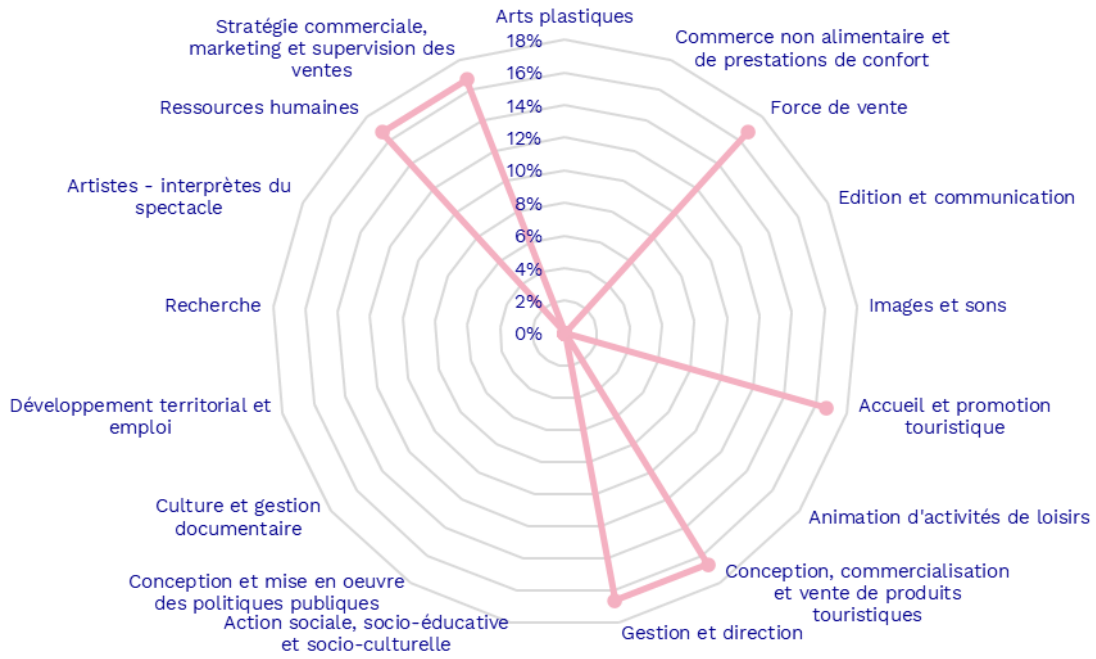 Arts plastiques
Commerce non alimentaire et
de prestations de confort
Force de vente
Edition et communication
Images et sons
Accueil et promotion
touristique
Animation d'activités de loisirs
Conception, commercialisation
et vente de produits
touristiques
Gestion et direction
Action sociale, socio-éducative
et socio-culturelle
Conception et mise en oeuvre
des politiques publiques
Culture et gestion
documentaire
Développement territorial et
emploi
Recherche
Artistes - interprètes du
spectacle
Ressources humaines
Stratégie commerciale,
marketing et supervision des
ventes
18%
16%
14%
12%
10%
8%
6%
4%
2%
0%